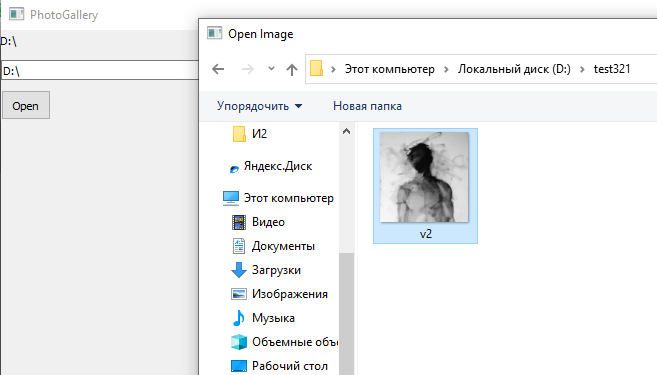 PhotoGallery
D:\
D:\
Open
Open Image
Этот компьютер
Локальный диск (D:)
test321
Упорядочить
Новая папка
И2
Яндекс.Диск
Этот компьютер
Видео
Документы
Загрузки
Изображения
Музыка
Объемные объе
Рабочий стол
v2